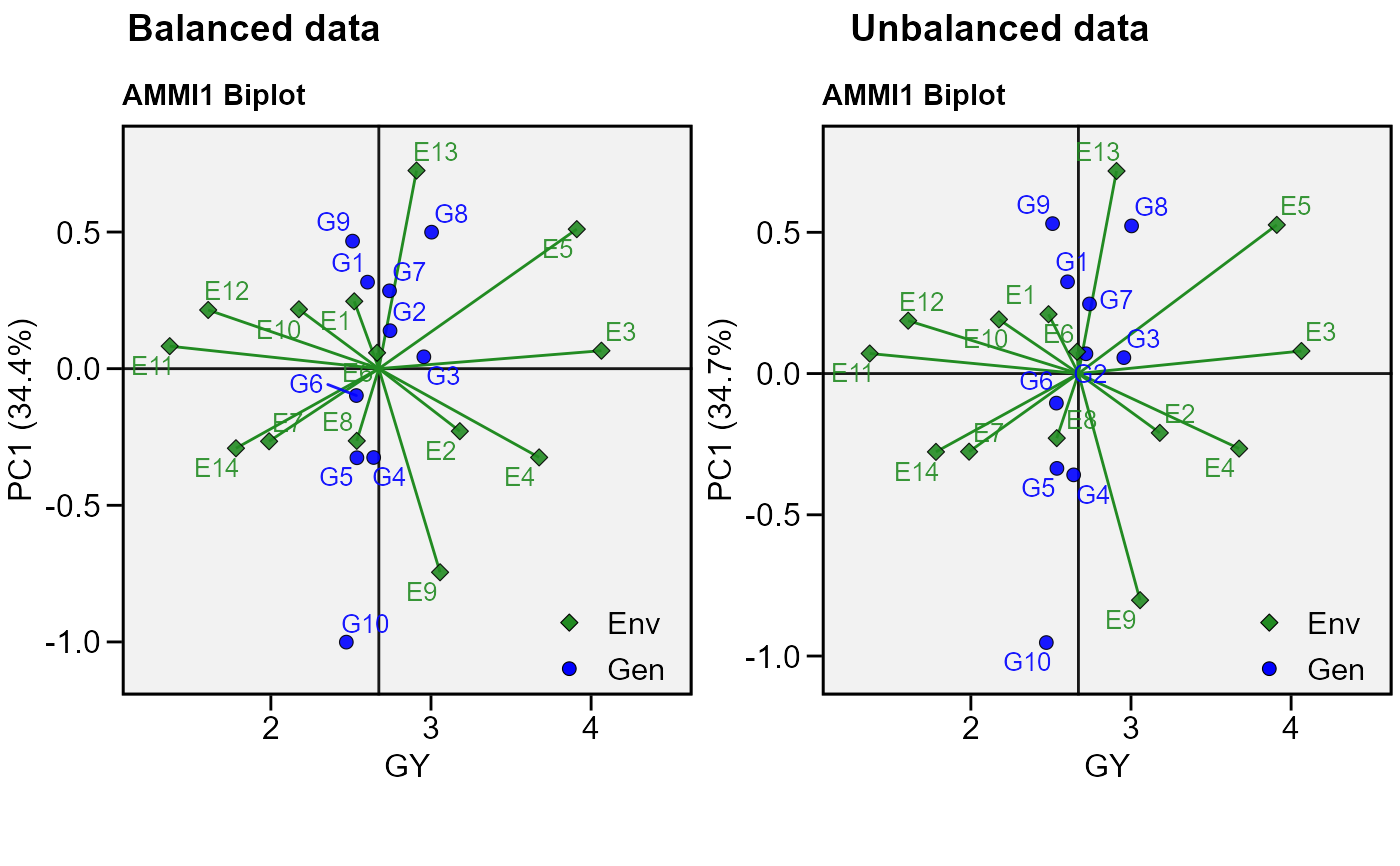 Balanced data
Unbalanced data
AMMI1 Biplot
E13
G8
G9
E5
G1
G7
E12
G2
E10
E1
E3
E11
E6
G3
G6
E7
E8
E2
E14
G5
G4
E4
E9
G10
Env
Gen
0.5
0.0
-0.5
-1.0
PC1 (34.4%)
2
3
4
GY
AMMI1 Biplot
E13
G9
G8
E5
G1
E1
E12
G7
E10
E6
G3
E3
E11
G6
G2
E8
E2
E7
E14
E4
G5
G4
E9
G10
Env
Gen
0.5
0.0
-0.5
-1.0
PC1 (34.7%)
2
3
4
GY